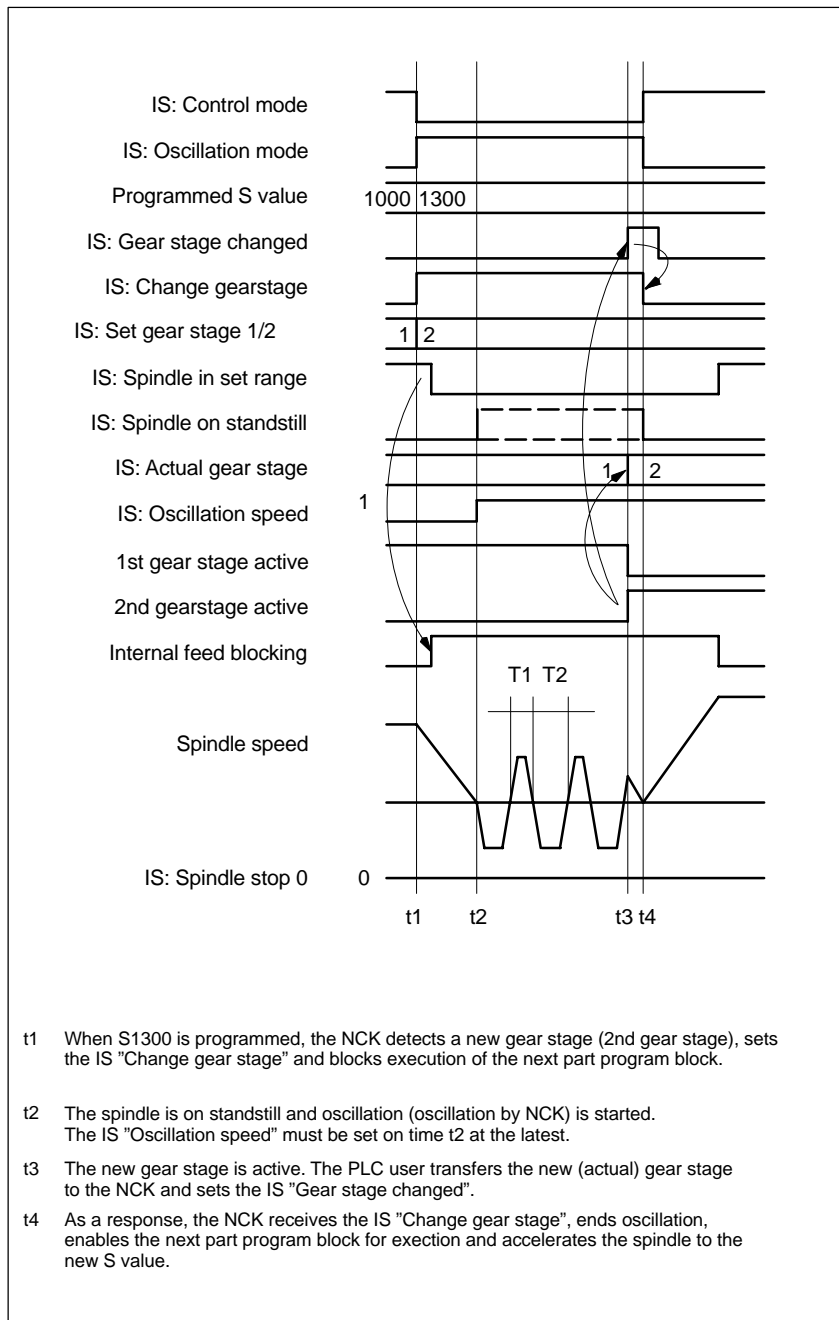 IS: Control mode
IS: Oscillation mode
Programmed S value
1000 1300
IS: Gear stage changed
IS: Change gearstage
IS: Set gear stage 1/2
1 2
IS: Spindle in set range
IS: Spindle on standstill
IS: Actual gear stage
1 2
1
IS: Oscillation speed
1st gear stage active
2nd gearstage active
Internal feed blocking
T1 T2
Spindle speed
IS: Spindle stop 0
0
t1 t2 t3 t4
t1 When S1300 is programmed, the NCK detects a new gear stage (2nd gear stage), sets
the IS ”Change gear stage” and blocks execution of the next part program block.
t2 The spindle is on standstill and oscillation (oscillation by NCK) is started.
The IS ”Oscillation speed” must be set on time t2 at the latest.
t3 The new gear stage is active. The PLC user transfers the new (actual) gear stage
to the NCK and sets the IS ”Gear stage changed”.
t4 As a response, the NCK receives the IS ”Change gear stage”, ends oscillation,
enables the next part program block for exection and accelerates the spindle to the
new S value.